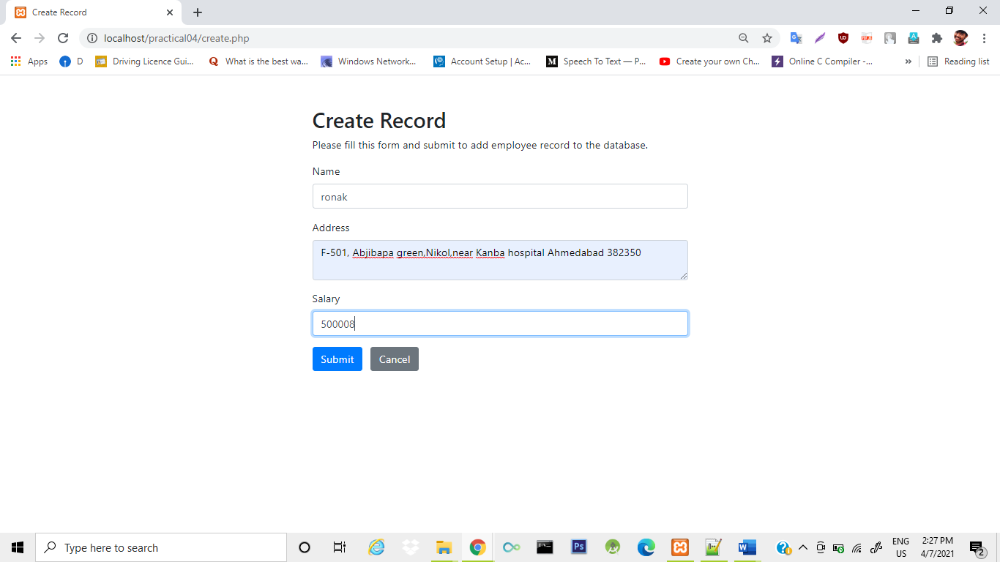 Create Record
localhost/practical04/create.php
Apps
D
Driving Licence Gui...
What is the best wa...
Windows Network...
Account Setup | Ac...
Speech To Text — P...
Create your own Ch...
Online C Compiler -...
»
Reading list
Create Record
Please fill this form and submit to add employee record to the database.
Name
ronak
Address
F-501, Abjibapa green,Nikol,near Kanba hospital Ahmedabad 382350
Salary
500008
Submit
Cancel
Type here to search
Ps
ENG
US
2:27 PM
4/7/2021
2